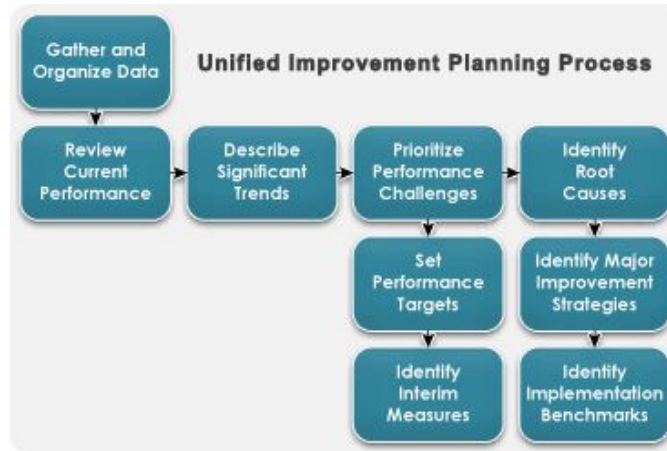 Gather and
Organize Data
Unified Improvement Planning Process
Review
Current
Performance
Describe
Significant
Trends
Prioritize
Performance
Challenges
Identify
Root
Causes
Set
Performance
Targets
Identify Major
Improvement
Strategies
Identify
Interim
Measures
Identify
Implementation
Benchmarks